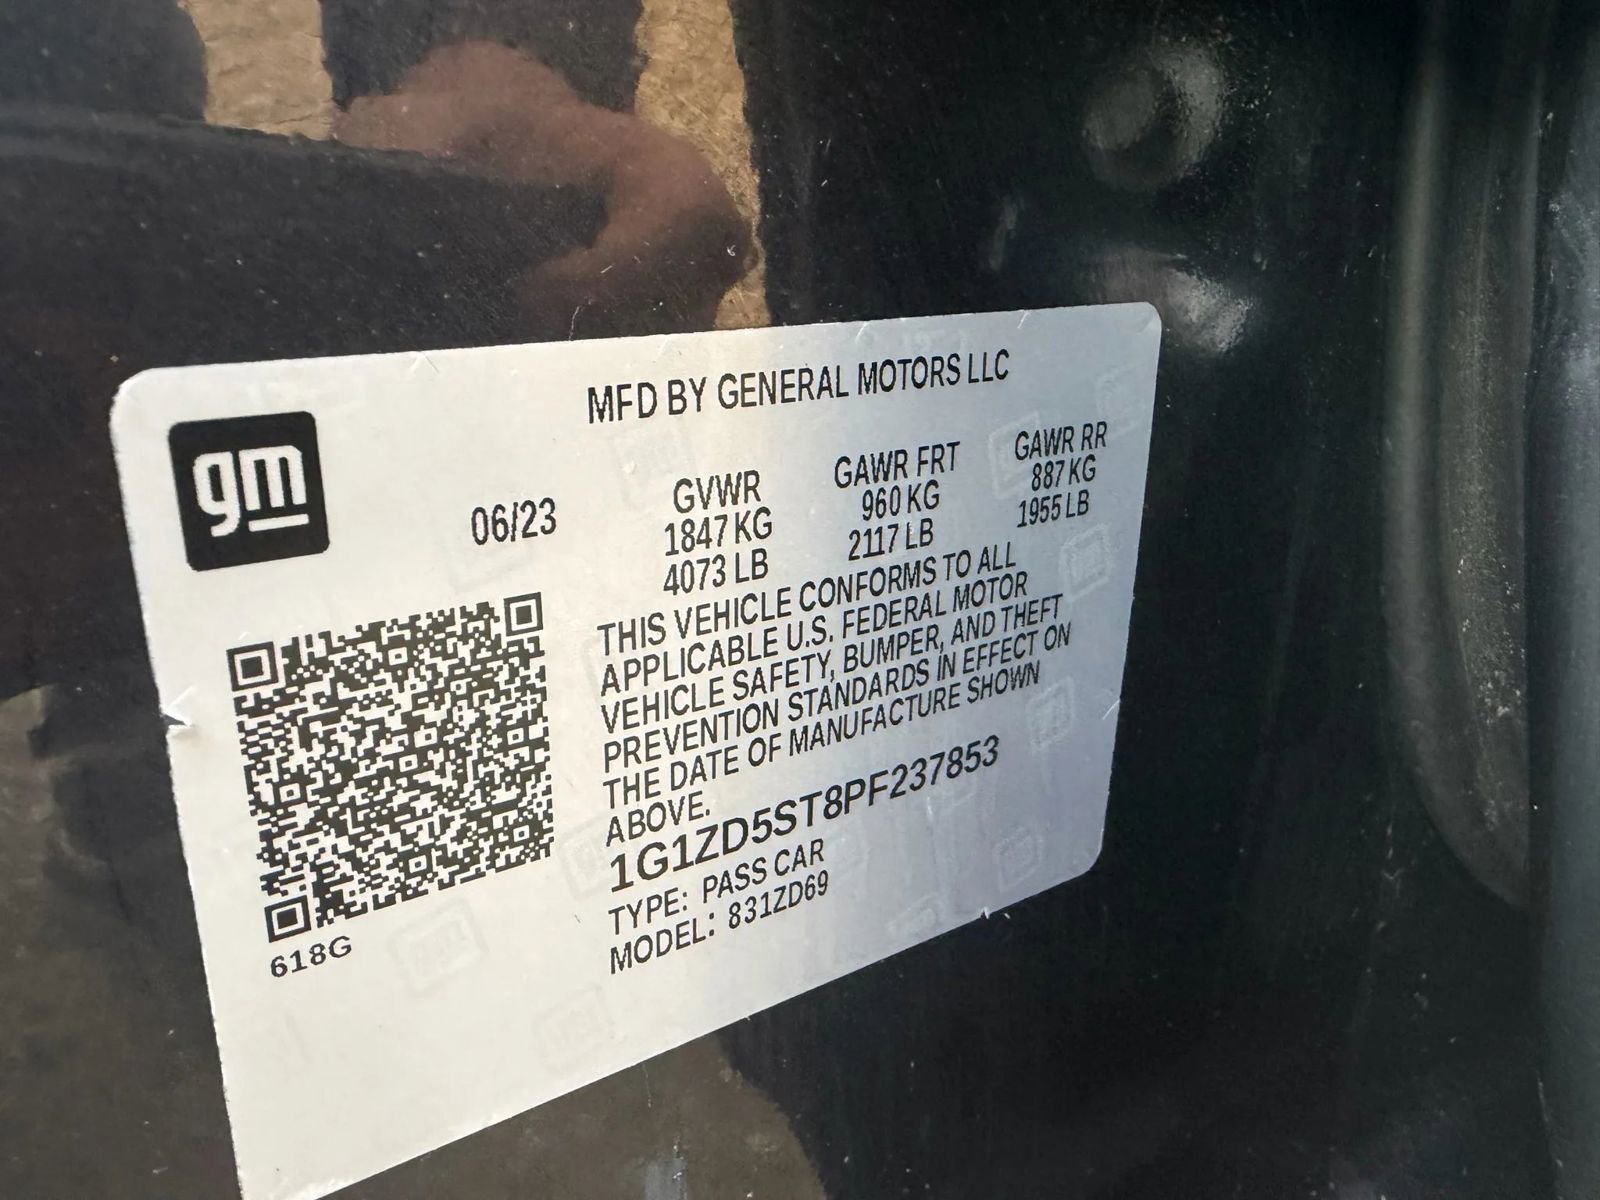 MFD BY GENERAL MOTORS LLC
gm
06/23
GVWR GAWR FRT GAWR RR
1847 KG 960 KG 887 KG
4073 LB 2117 LB 1955 LB
THIS VEHICLE CONFORMS TO ALL
APPLICABLE U.S. FEDERAL MOTOR
VEHICLE SAFETY, BUMPER, AND THEFT
PREVENTION STANDARDS IN EFFECT ON
THE DATE OF MANUFACTURE SHOWN
ABOVE.
1G1ZD5ST8PF237853
TYPE: PASS CAR
MODEL: 831ZD69
618G